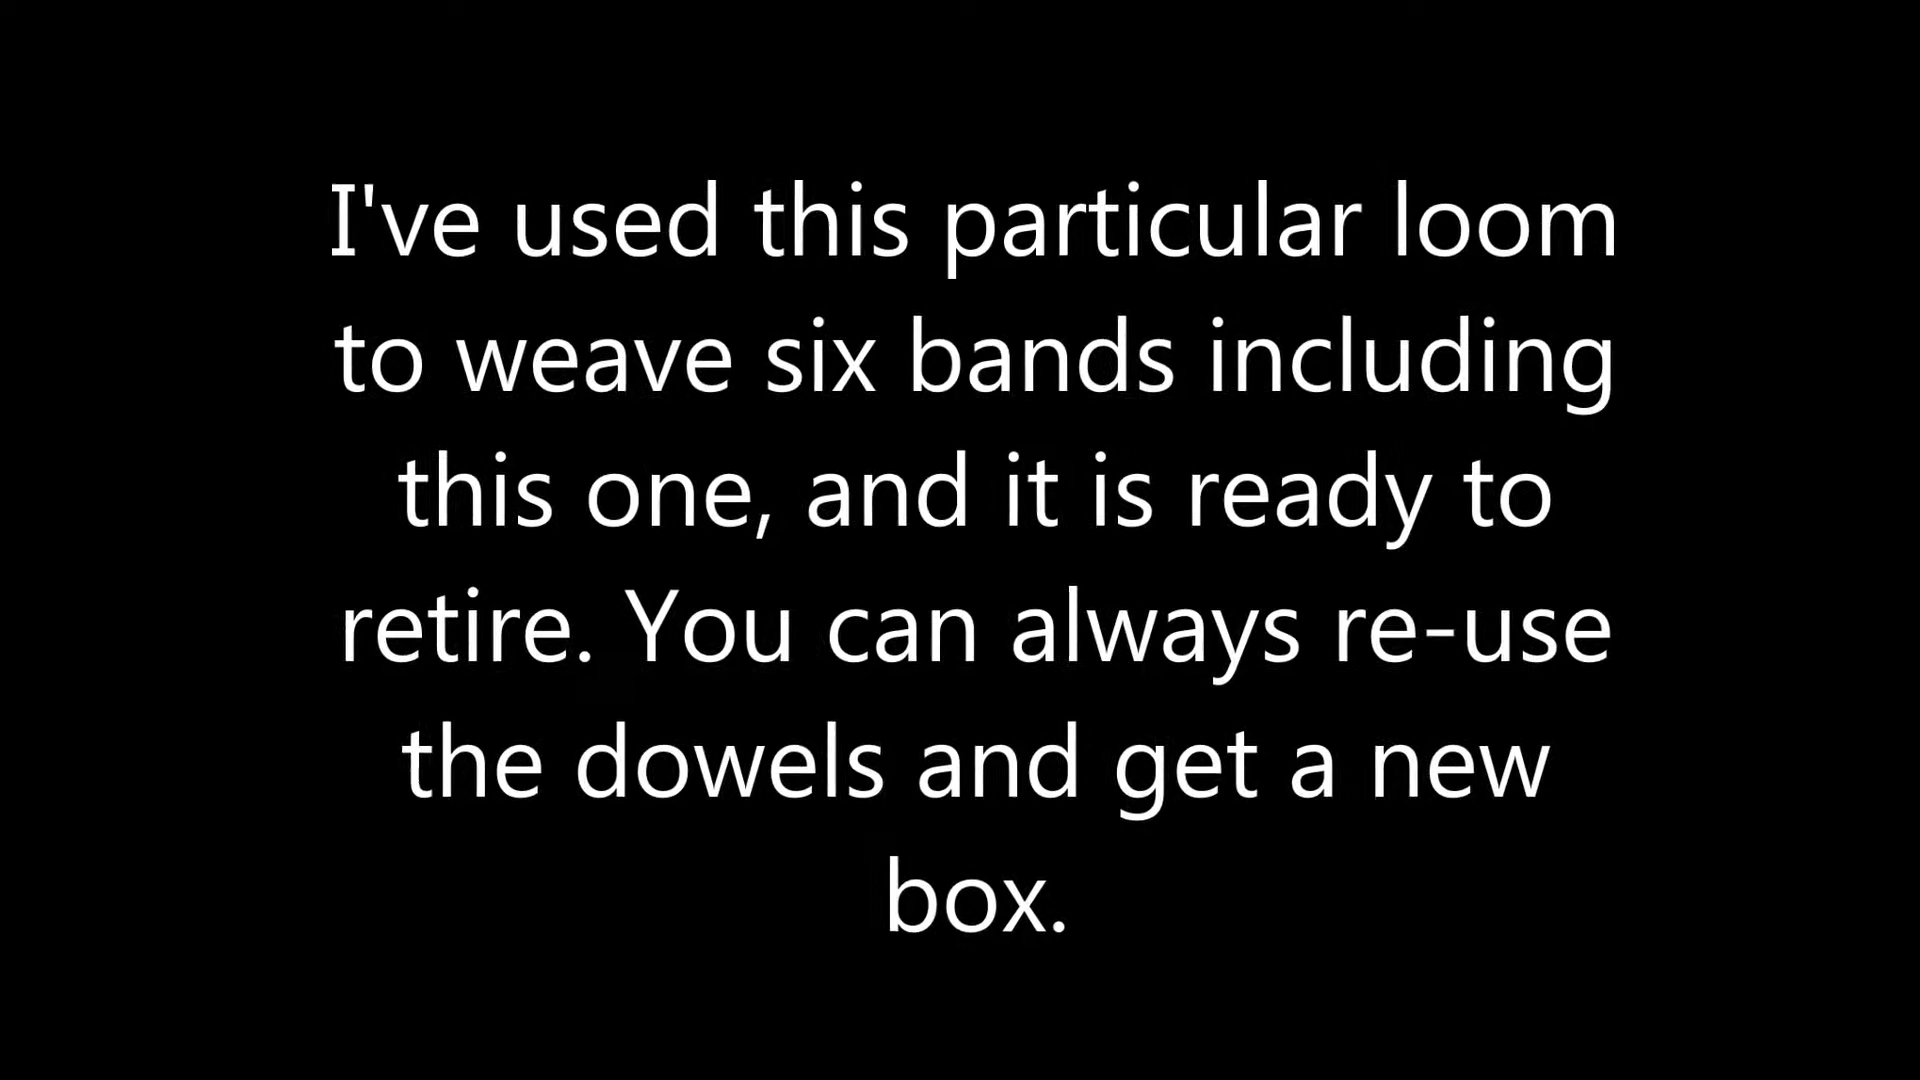 I've used this particular loom
to weave six bands including
this one, and it is ready to
retire. You can always re-use
the dowels and get a new
box.